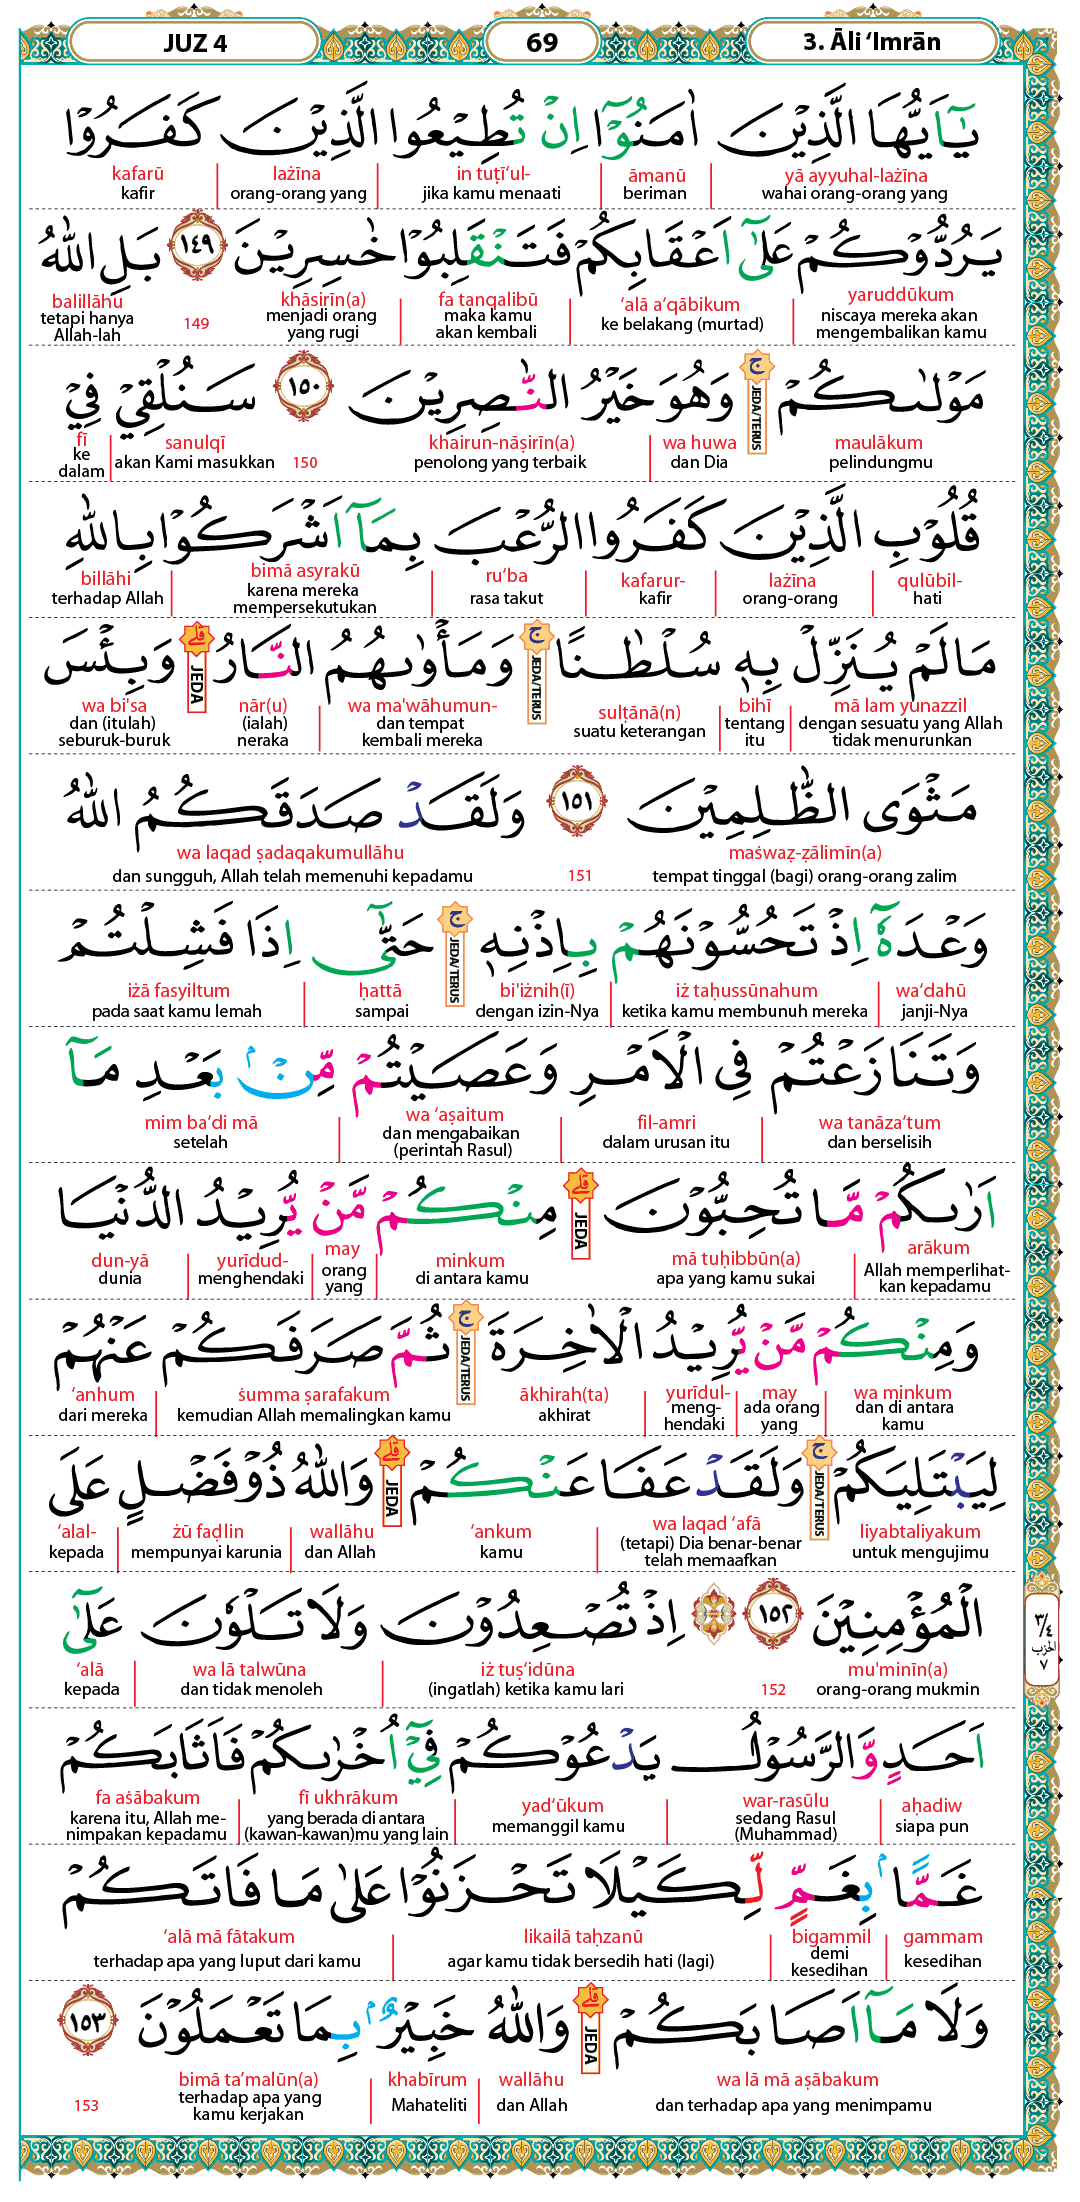 JUZ 4 69 3. Āli ‘Imrān
يٰٓاَيُّهَا الَّذِيْنَ اٰمَنُوْٓا اِنْ تُطِيْعُوا الَّذِيْنَ كَفَرُوْا
kafarū lażīna in tuṭī‘ul- āmanū yā ayyuhal-lażīna
kafir orang-orang yang jika kamu menaati beriman wahai orang-orang yang
يَرُدُّوْكُمْ عَلٰٓى اَعْقَابِكُمْ فَتَنْقَلِبُوْا خٰسِرِيْنَ ١٤٩ بَلِ اللّٰهُ
balillāhu khāsirīn(a) fa tanqalibū ‘alā a‘qābikum yaruddūkum
tetapi hanya 149 menjadi orang maka kamu ke belakang (murtad) niscaya mereka akan
Allah-lah yang rugi akan kembali mengembalikan kamu
مَوْلٰىكُمْ ج JEDA/TERUS وَهُوَ خَيْرُ النّٰصِرِيْنَ ١٥٠ سَنُلْقِيْ فِيْ
fī sanulqī khairun-nāṣirīn(a) wa huwa maulākum
ke akan Kami masukkan 150 penolong yang terbaik dan Dia pelindungmu
dalam
قُلُوْبِ الَّذِيْنَ كَفَرُوا الرُّعْبَ بِمَآ اَشْرَكُوْا بِاللّٰهِ
billāhi bimā asyrakū ru‘ba kafarur- lażīna qulūbil-
terhadap Allah karena mereka rasa takut kafir orang-orang hati
mempersekutukan
مَا لَمْ يُنَزِّلْ بِهٖ سُلْطٰنًا ج JEDA/TERUS وَمَأْوٰىهُمُ النَّارُ قلى JEDA وَبِئْسَ
wa bi'sa nār(u) wa ma'wāhumun- sulṭānā(n) bihī mā lam yunazzil
dan (itulah) (ialah) dan tempat suatu keterangan tentang dengan sesuatu yang Allah
seburuk-buruk neraka kembali mereka itu tidak menurunkan
مَثْوَى الظّٰلِمِيْنَ ١٥١ وَلَقَدْ صَدَقَكُمُ اللّٰهُ
wa laqad ṣadaqakumullāhu maṡwaẓ-ẓālimīn(a)
dan sungguh, Allah telah memenuhi kepadamu 151 tempat tinggal (bagi) orang-orang zalim
وَعْدَهٗٓ اِذْ تَحُسُّوْنَهُمْ بِاِذْنِهٖ ج JEDA/TERUS حَتّٰٓى اِذَا فَشِلْتُمْ
iżā fasyiltum ḥattā bi'iżnih(ī) iż taḥussūnahum wa‘dahū
pada saat kamu lemah sampai dengan izin-Nya ketika kamu membunuh mereka janji-Nya
وَتَنَازَعْتُمْ فِى الْاَمْرِ وَعَصَيْتُمْ مِّنْۢ بَعْدِ مَآ
mim ba‘di mā wa ‘aṣaitum fil-amri wa tanāza‘tum
setelah dan mengabaikan dalam urusan itu dan berselisih
(perintah Rasul)
اَرٰىكُمْ مَّا تُحِبُّوْنَ قلى JEDA مِنْكُمْ مَّنْ يُّرِيْدُ الدُّنْيَا
dun-yā yurīdud- may minkum mā tuḥibbūn(a) arākum
dunia menghendaki orang di antara kamu apa yang kamu sukai Allah memperlihat-
yang kan kepadamu
وَمِنْكُمْ مَّنْ يُّرِيْدُ الْاٰخِرَةَ ج JEDA/TERUS ثُمَّ صَرَفَكُمْ عَنْهُمْ
‘anhum ṡumma ṣarafakum ākhirah(ta) yurīdul- may wa minkum
dari mereka kemudian Allah memalingkan kamu akhirat meng- ada orang dan di antara
hendaki yang kamu
لِيَبْتَلِيَكُمْ ج JEDA/TERUS وَلَقَدْ عَفَا عَنْكُمْ قلى JEDA وَاللّٰهُ ذُوْ فَضْلٍ عَلَى
‘alal- żū faḍlin wallāhu ‘ankum wa laqad ‘afā liyabtaliyakum
kepada mempunyai karunia dan Allah kamu (tetapi) Dia benar-benar untuk mengujimu
telah memaafkan
الْمُؤْمِنِيْنَ ١٥٢ ۞ اِذْ تُصْعِدُوْنَ وَلَا تَلْوٗنَ عَلٰٓى
‘alā wa lā talwūna iż tuṣ‘idūna mu'minīn(a)
kepada dan tidak menoleh (ingatlah) ketika kamu lari 152 orang-orang mukmin
٣/٤
الحزب
٧
اَحَدٍ وَّالرَّسُوْلُ يَدْعُوْكُمْ فِيْٓ اُخْرٰىكُمْ فَاَثَابَكُمْ
fa aṡābakum fī ukhrākum yad‘ūkum war-rasūlu aḥadiw
karena itu, Allah me- yang berada di antara memanggil kamu sedang Rasul siapa pun
nimpakan kepadamu (kawan-kawan)mu yang lain (Muhammad)
غَمًّاۢ بِغَمٍّ لِّكَيْلَا تَحْزَنُوْا عَلٰى مَا فَاتَكُمْ
‘alā mā fātakum likailā taḥzanū bigammil gammam
terhadap apa yang luput dari kamu agar kamu tidak bersedih hati (lagi) demi kesedihan
kesedihan
وَلَا مَآ اَصَابَكُمْ قلى JEDA وَاللّٰهُ خَبِيْرٌۢ بِمَا تَعْمَلُوْنَ ١٥٣
bimā ta‘malūn(a) khabīrum wallāhu wa lā mā aṣābakum
153 terhadap apa yang Mahateliti dan Allah dan terhadap apa yang menimpamu
kamu kerjakan